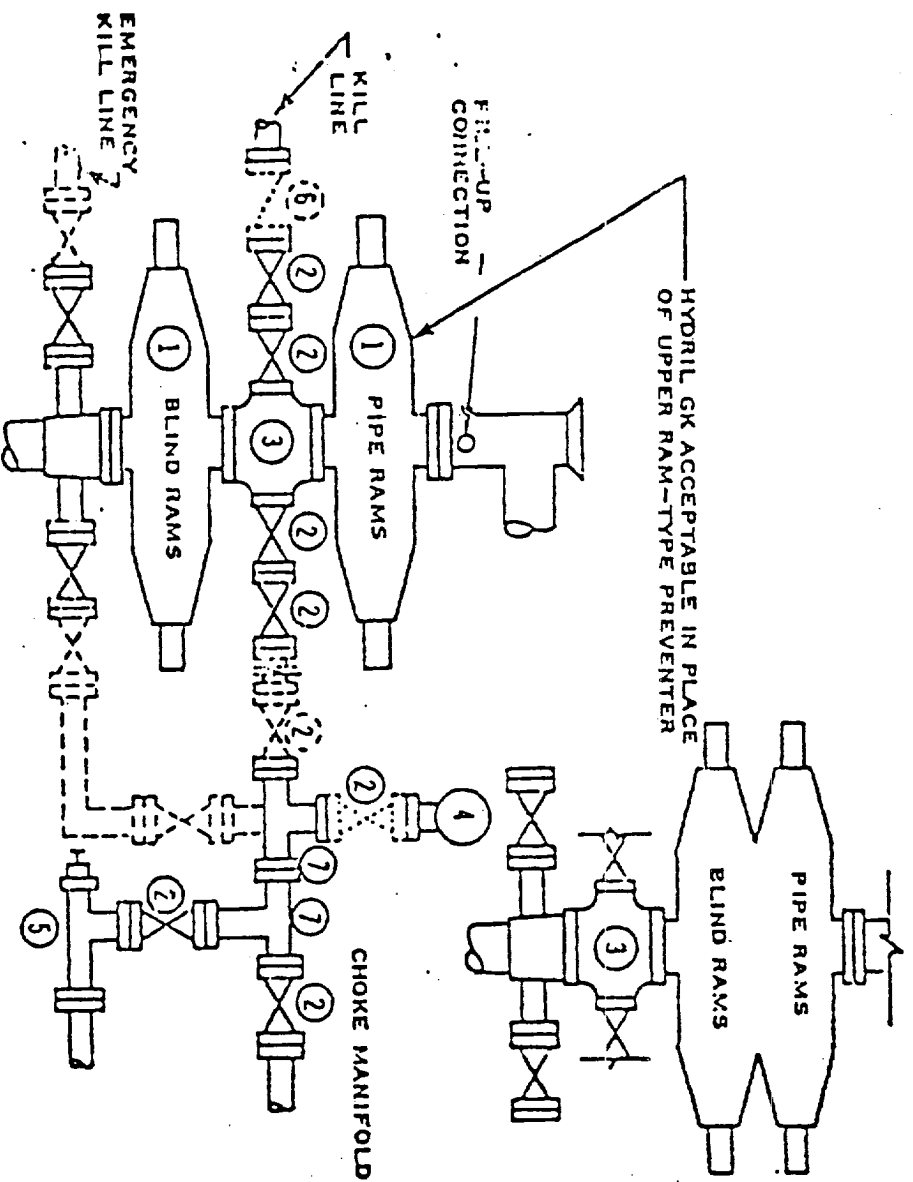 HYDRIL GK ACCEPTABLE IN PLACE
OF UPPER RAM-TYPE PREVENTER
CONNECTION
KILL
LINE
EMERGENCY
KILL LINE
6
2
2
1
PIPE RAMS
3
2
2
1
BLIND RAMS
2
2
4
7
7
2
2
5
CHOKE MANIFOLD
PIPE RAMS
BLIND RAMS
3